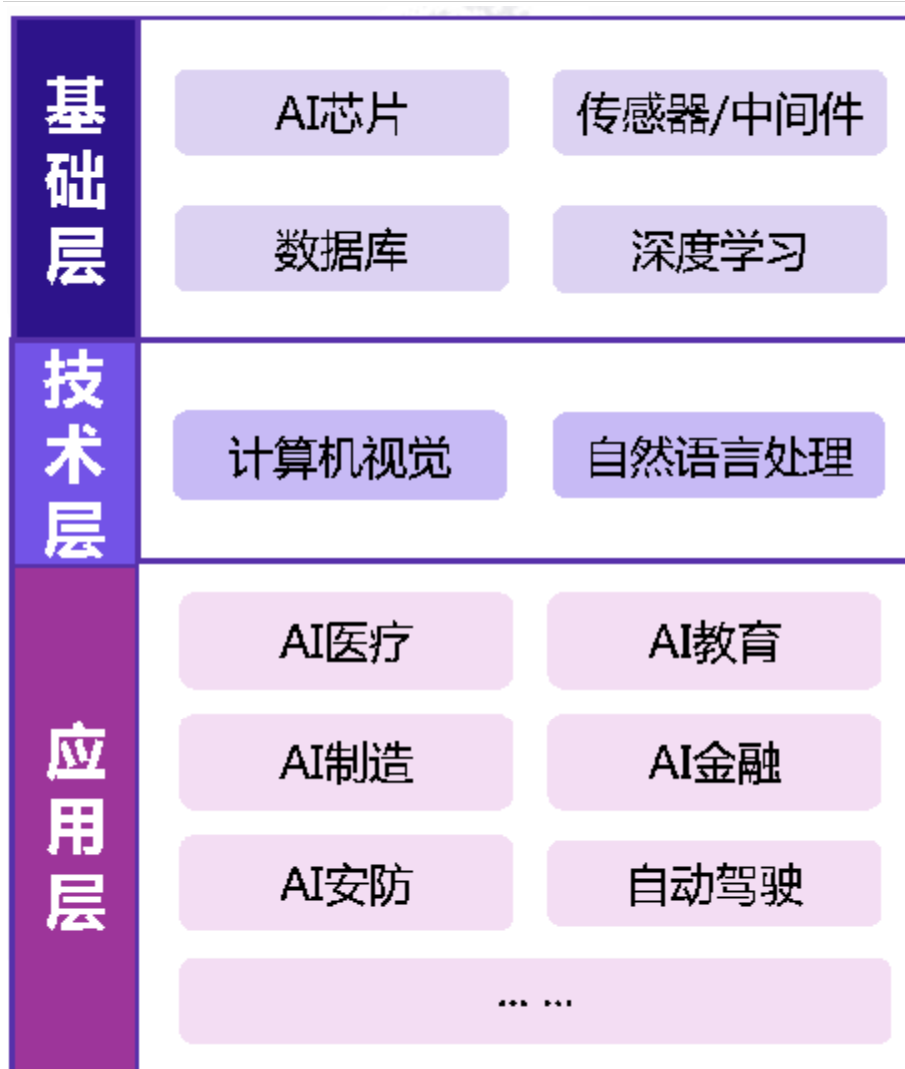 基础层
AI芯片
传感器/中间件
数据库
深度学习
技术层
计算机视觉
自然语言处理
应用层
AI医疗
AI教育
AI制造
AI金融
AI安防
自动驾驶
... ...